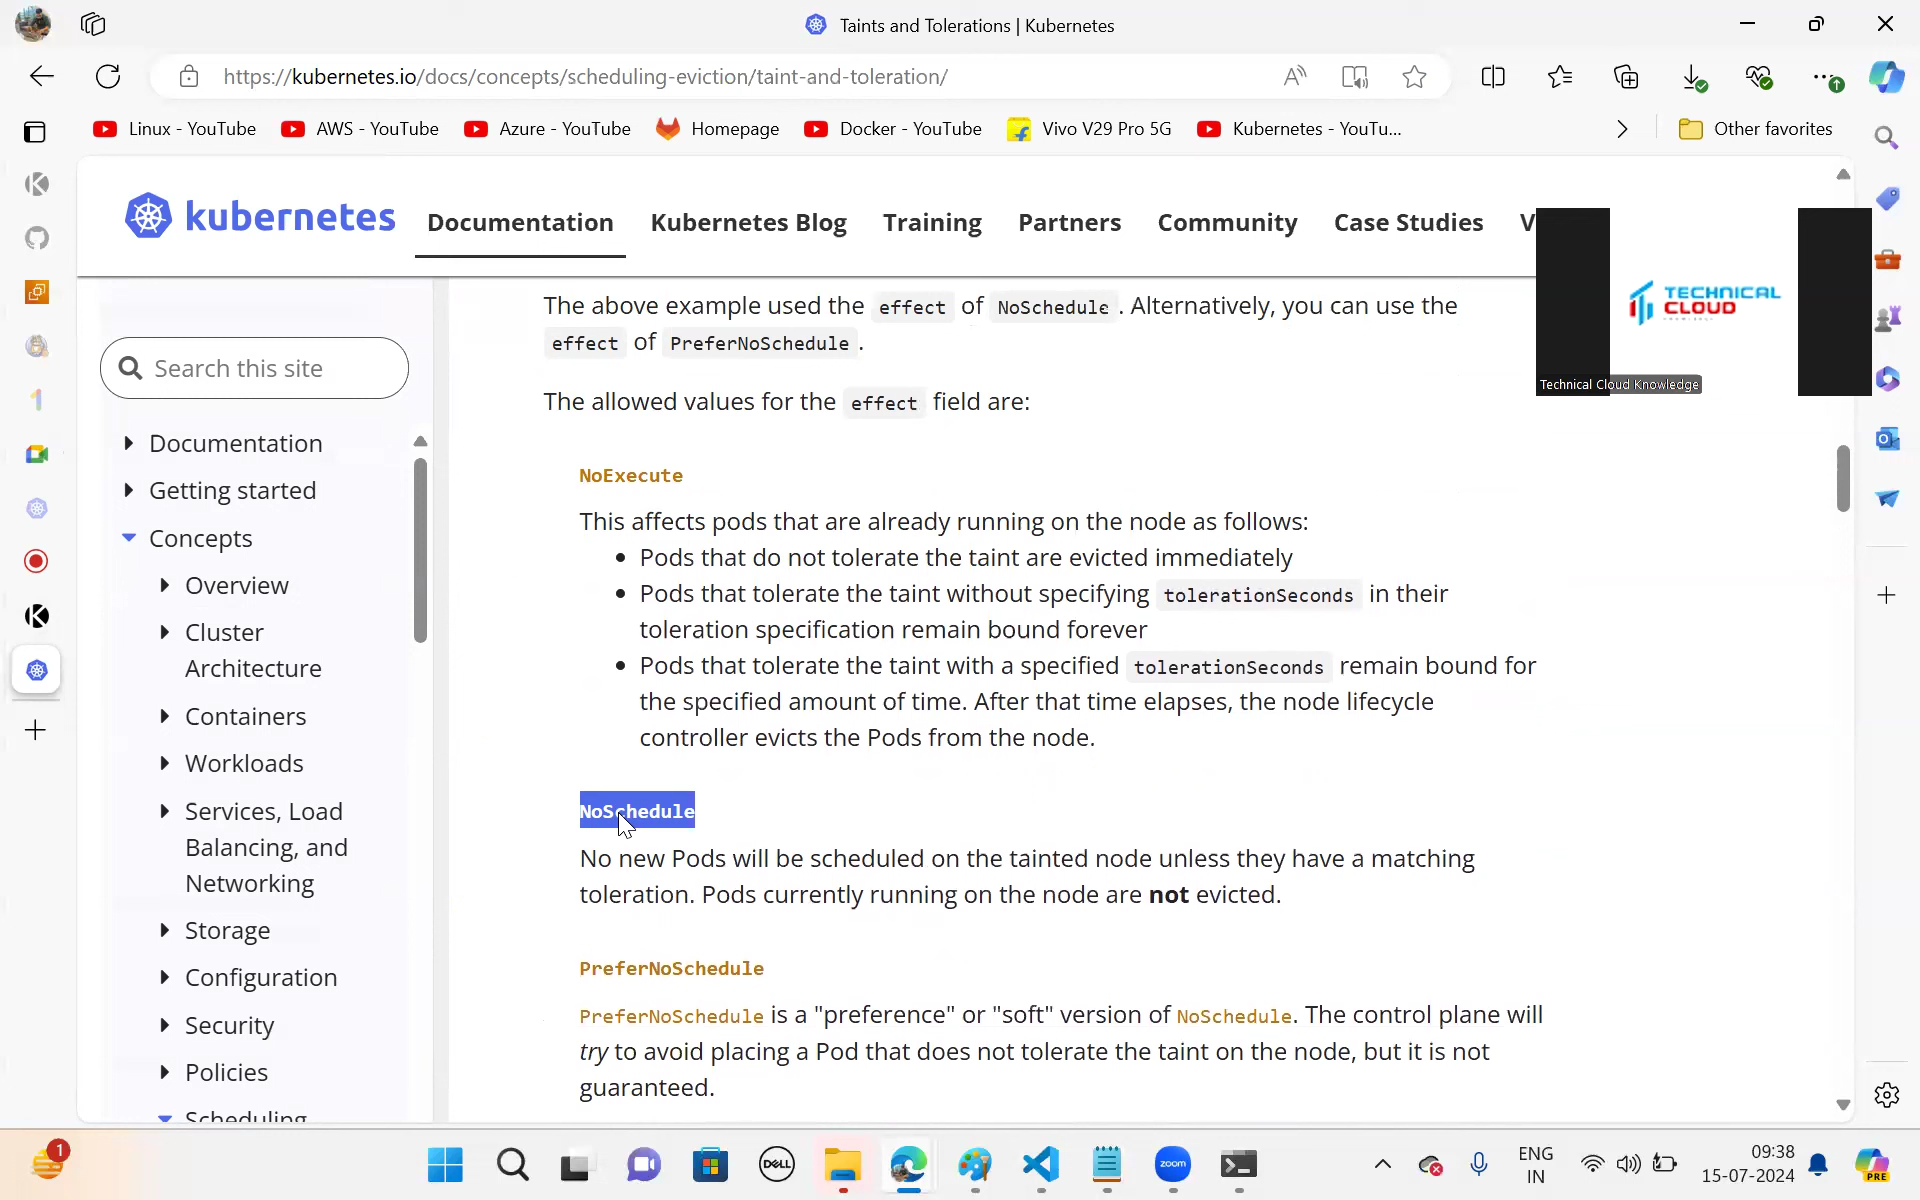 Taints and Tolerations | Kubernetes
https://kubernetes.io/docs/concepts/scheduling-eviction/taint-and-toleration/
Linux - YouTube
AWS - YouTube
Azure - YouTube
Homepage
Docker - YouTube
Vivo V29 Pro 5G
Kubernetes - YouTu...
Other favorites
kubernetes
Documentation
Kubernetes Blog
Training
Partners
Community
Case Studies
V
TECHNICAL
CLOUD
Technical Cloud Knowledge
Search this site
Documentation
Getting started
Concepts
Overview
Cluster
Architecture
Containers
Workloads
Services, Load
Balancing, and
Networking
Storage
Configuration
Security
Policies
Scheduling,
The above example used the effect of NoSchedule. Alternatively, you can use the
effect of PreferNoSchedule.
The allowed values for the effect field are:
NoExecute
This affects pods that are already running on the node as follows:
• Pods that do not tolerate the taint are evicted immediately
• Pods that tolerate the taint without specifying tolerationSeconds in their
toleration specification remain bound forever
• Pods that tolerate the taint with a specified tolerationSeconds remain bound for
the specified amount of time. After that time elapses, the node lifecycle
controller evicts the Pods from the node.
NoSchedule
No new Pods will be scheduled on the tainted node unless they have a matching
toleration. Pods currently running on the node are not evicted.
PreferNoSchedule
PreferNoSchedule is a "preference" or "soft" version of NoSchedule. The control plane will
try to avoid placing a Pod that does not tolerate the taint on the node, but it is not
guaranteed.
1
DELL
zoom
ENG
IN
09:38
15-07-2024
PRE